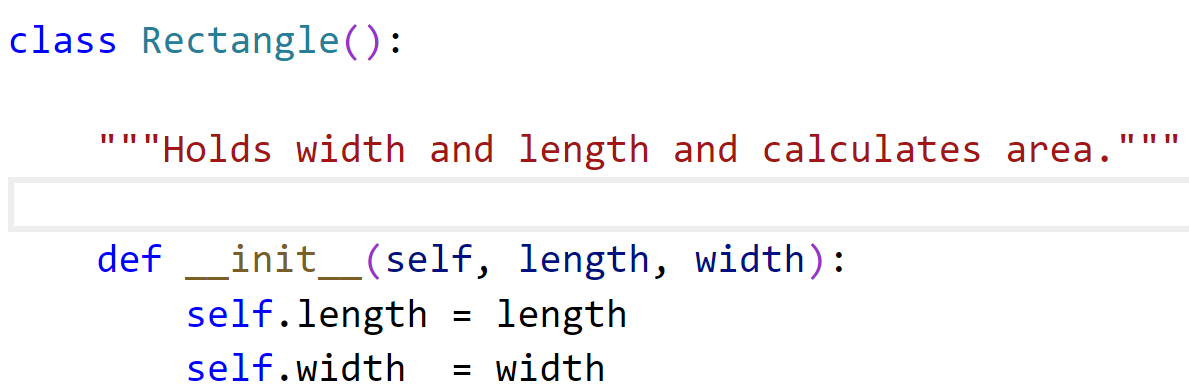 class Rectangle():
    """Holds width and length and calculates area."""
    def __init__(self, length, width):
        self.length = length
        self.width  = width